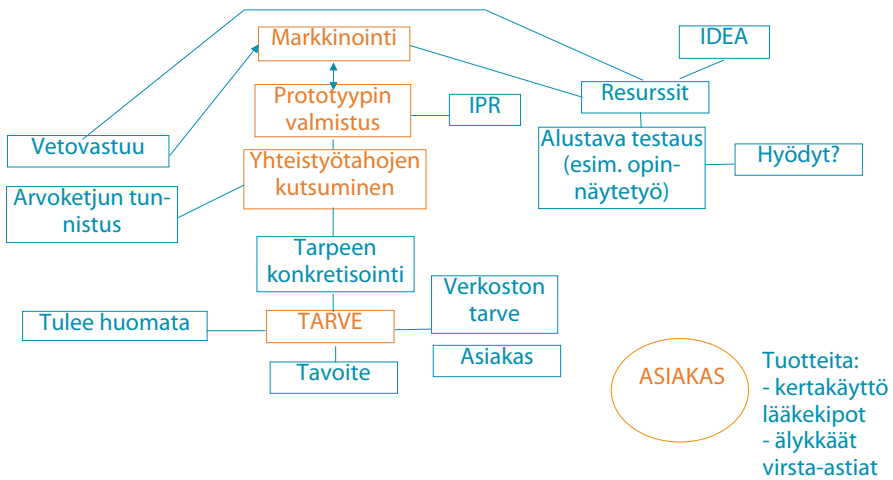 Markkinointi
IDEA
Prototyypin
valmistus
IPR
Resurssit
Vetovastuu
Yhteistyötahojen
kutsuminen
Alustava testaus
(esim. opin-
näytetyö)
Hyödyt?
Arvoketjun tun-
nistus
Tarpeen
konkretisointi
Verkoston
tarve
Tulee huomata
TARVE
Tavoite
Asiakas
ASIAKAS
Tuotteita:
- kertakäyttö
lääkekipot
- älykkäät
virsta-astiat